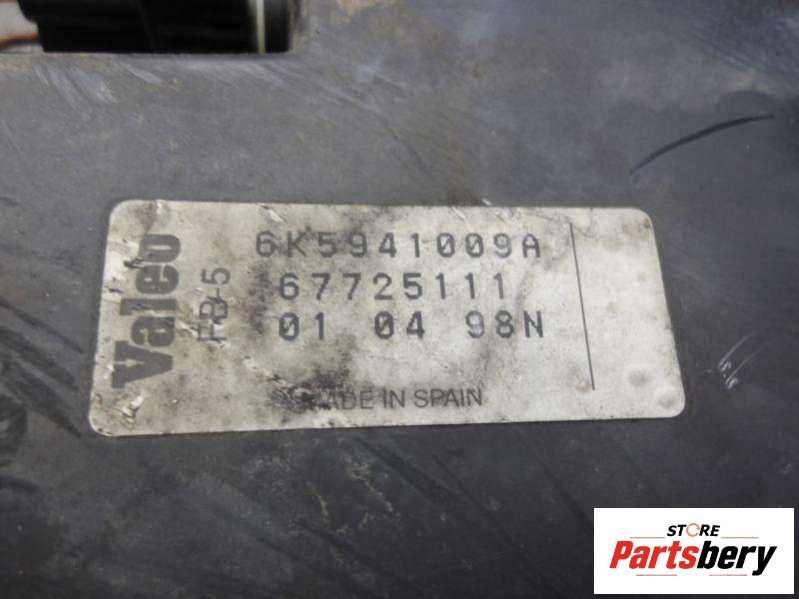 Valeo
FB-5
6K5941009A
67725111
01 04 98N
MADE IN SPAIN
STORE
Partsbery